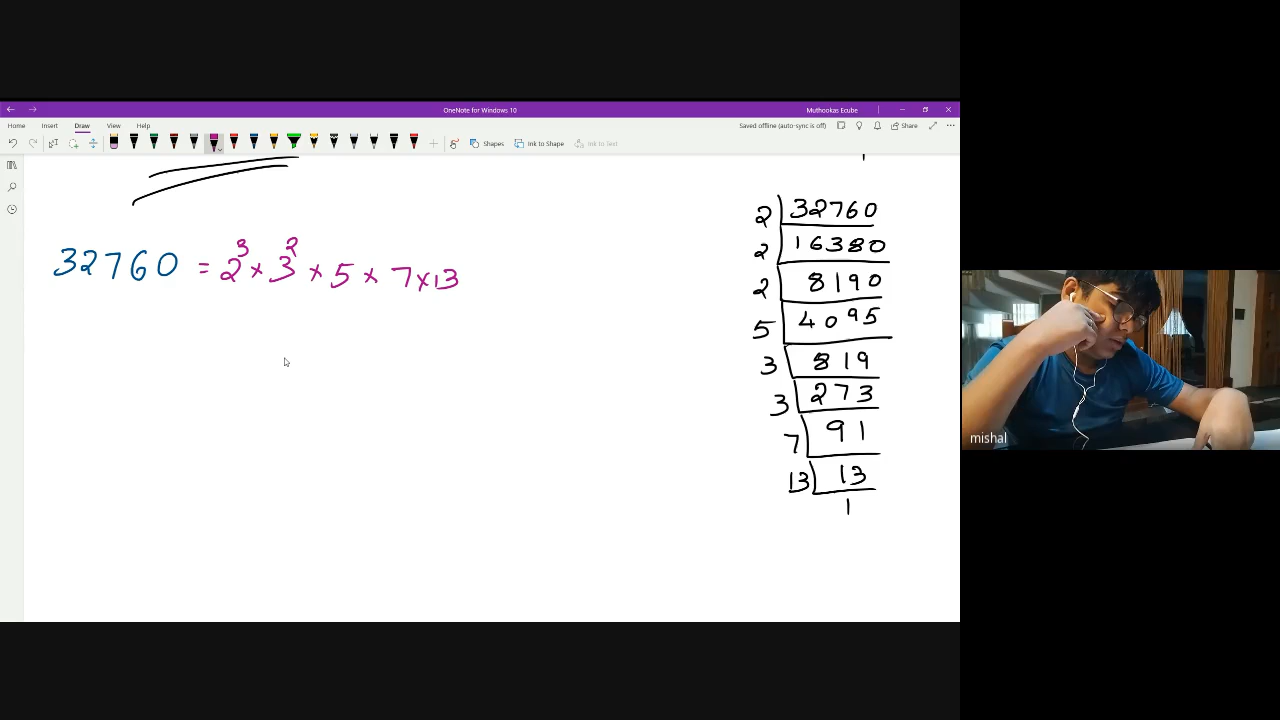 OneNote for Windows 10
Muthookas Ecube
Home Insert Draw View Help
Saved offline (auto-sync is off)
Share
Shapes
Ink to Shape
Ink to Text
32760 = 2³ × 3² × 5 × 7 × 13
2 | 32760
2 | 16380
2 | 8190
5 | 4095
3 | 819
3 | 273
7 | 91
13 | 13
1
mishal